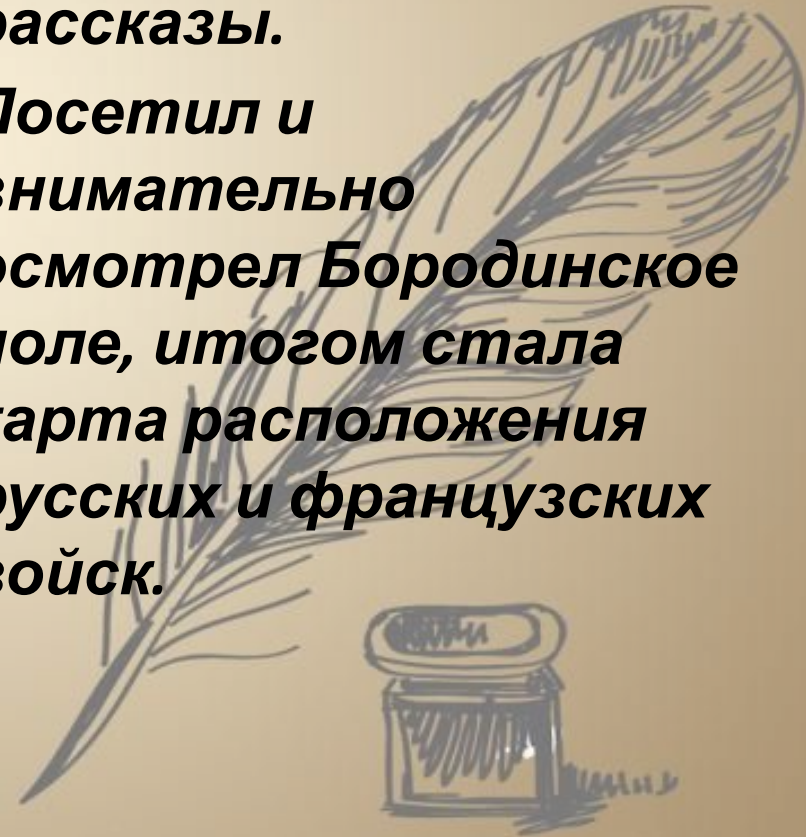 рассказы.
Посетил и
внимательно
осмотрел Бородинское
поле, итогом стала
карта расположения
русских и французских
войск.